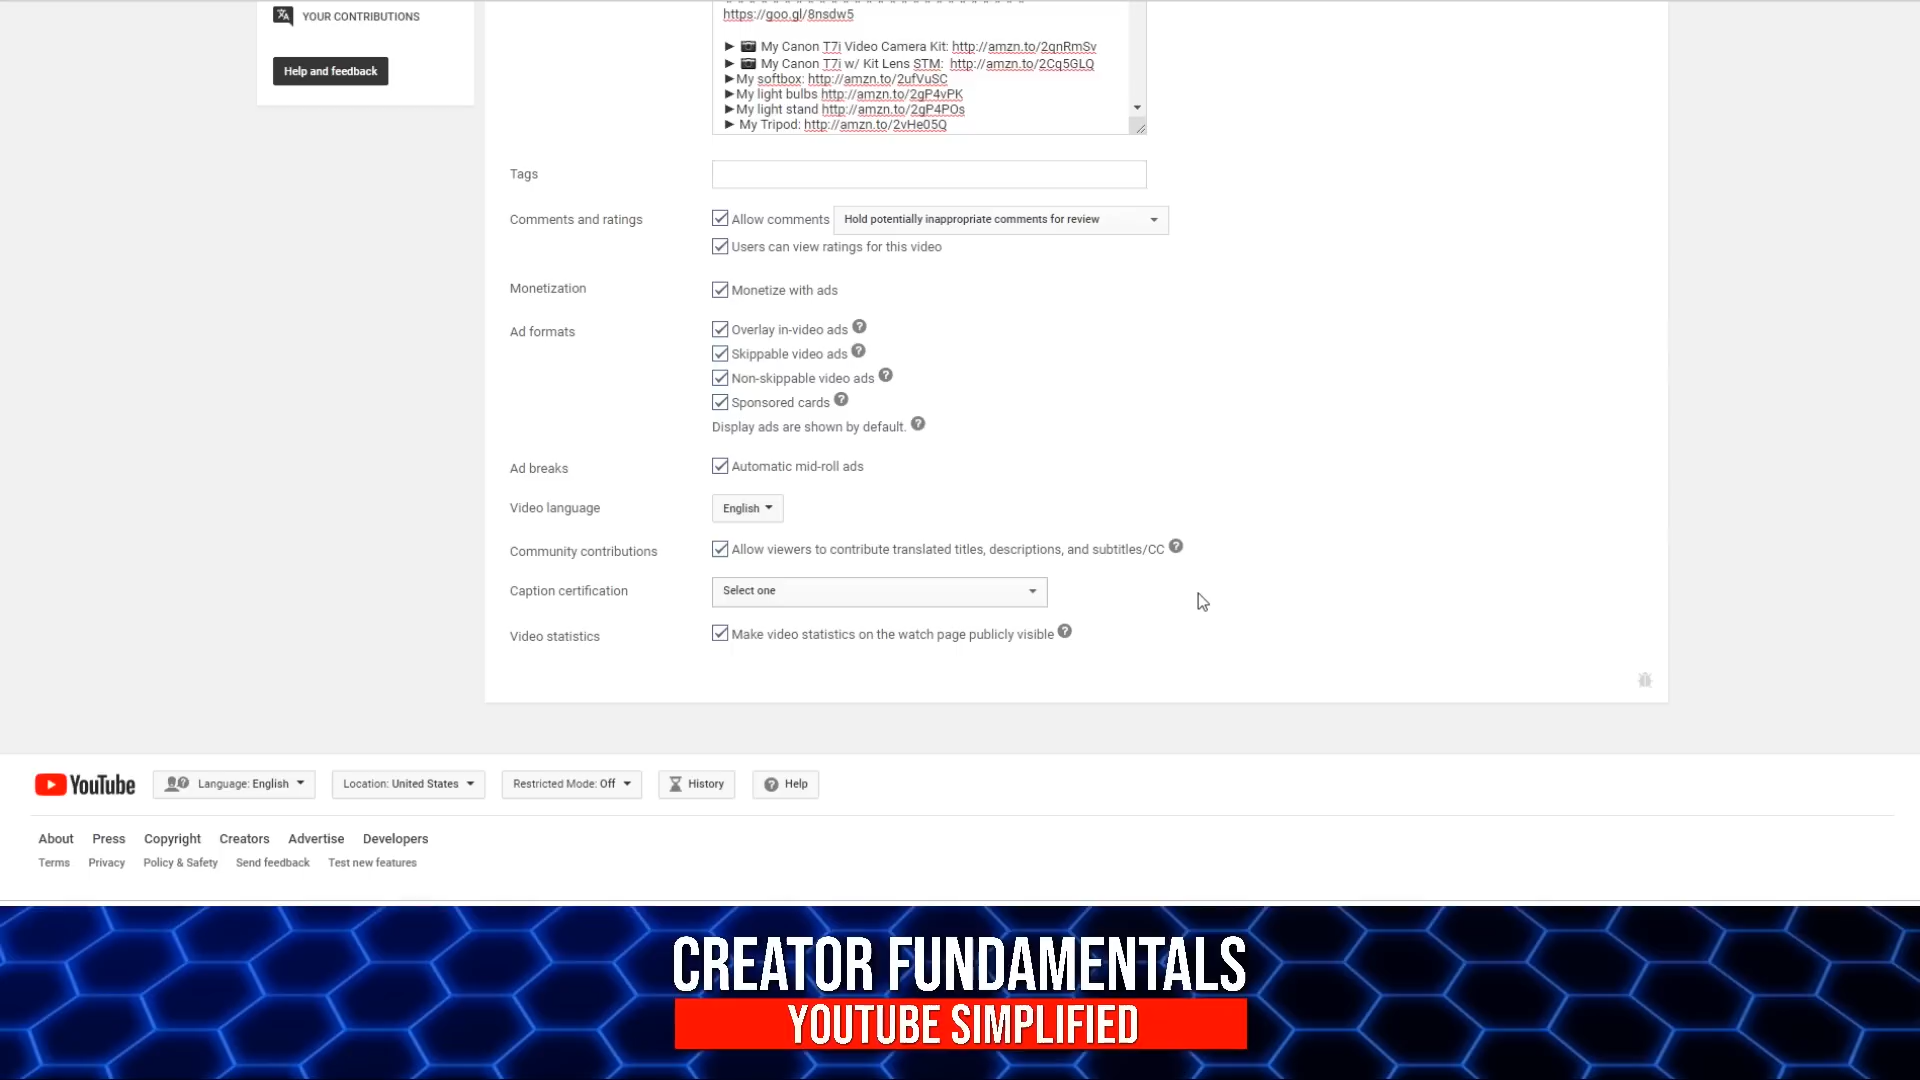 YOUR CONTRIBUTIONS
Help and feedback
https://goo.gl/8nsdw5
► My Canon T7i Video Camera Kit: http://amzn.to/2qnRmSv
► My Canon T7i w/ Kit Lens STM: http://amzn.to/2Cq5GLQ
►My softbox: http://amzn.to/2ufVuSC
►My light bulbs http://amzn.to/2gP4vPK
►My light stand http://amzn.to/2gP4POs
► My Tripod: http://amzn.to/2vHe05Q
Tags
Comments and ratings
Allow comments
Hold potentially inappropriate comments for review
Users can view ratings for this video
Monetization
Monetize with ads
Ad formats
Overlay in-video ads ?
Skippable video ads ?
Non-skippable video ads ?
Sponsored cards ?
Display ads are shown by default. ?
Ad breaks
Automatic mid-roll ads
Video language
English
Community contributions
Allow viewers to contribute translated titles, descriptions, and subtitles/CC ?
Caption certification
Select one
Video statistics
Make video statistics on the watch page publicly visible ?
YouTube
Language: English
Location: United States
Restricted Mode: Off
History
? Help
About Press Copyright Creators Advertise Developers
Terms Privacy Policy & Safety Send feedback Test new features
CREATOR FUNDAMENTALS
YOUTUBE SIMPLIFIED